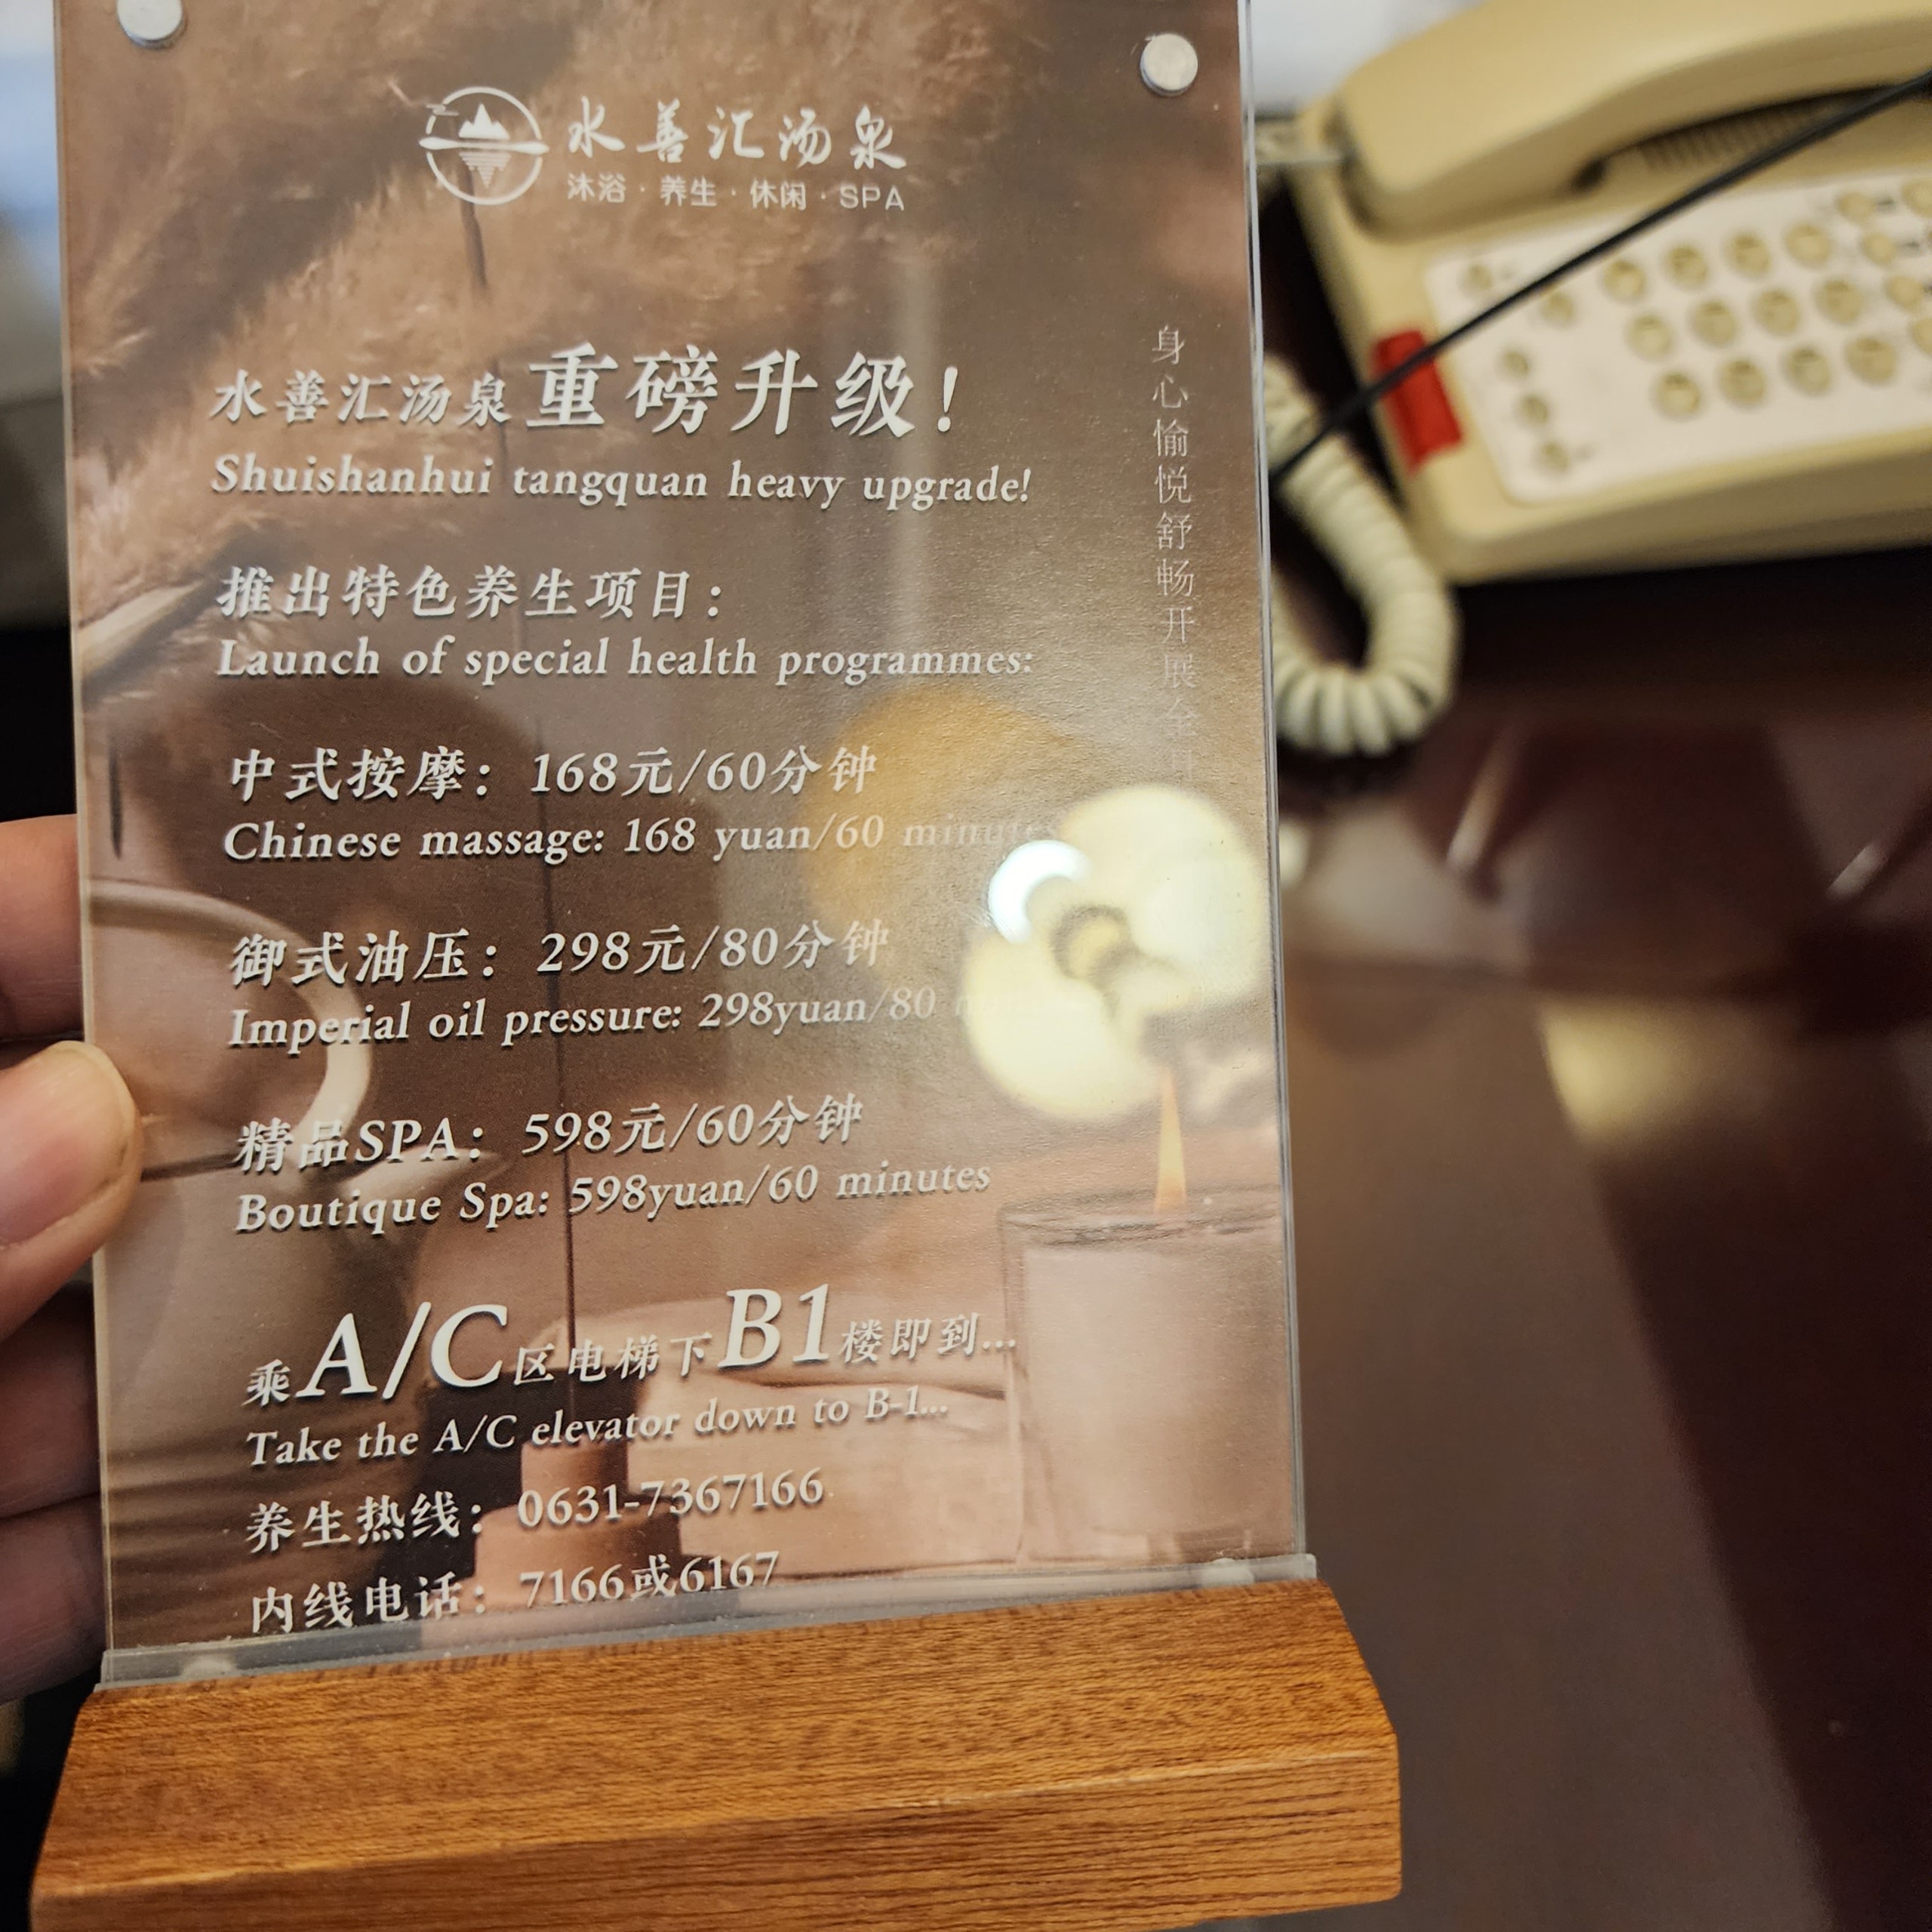 水善汇汤泉
沐浴·养生·休闲·SPA
水善汇汤泉重磅升级!
Shuishanhui tangquan heavy upgrade!
推出特色养生项目:
Launch of special health programmes:
中式按摩: 168元/60分钟
Chinese massage: 168 yuan/60 minutes
御式油压: 298元/80分钟
Imperial oil pressure: 298yuan/80
精品SPA: 598元/60分钟
Boutique Spa: 598yuan/60 minutes
乘A/C区电梯下B1楼即到...
Take the A/C elevator down to B-1...
养生热线: 0631-7367166
内线电话: 7166或6167
身心愉悦舒畅开展全